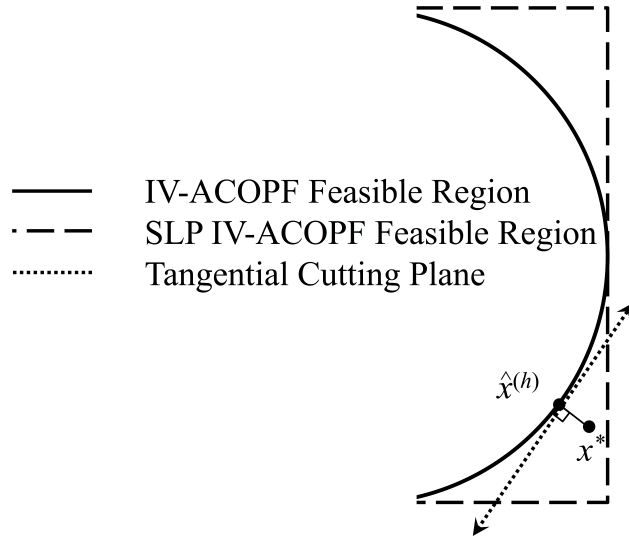 IV-ACOPF Feasible Region
SLP IV-ACOPF Feasible Region
Tangential Cutting Plane
x̂^(h)
x*